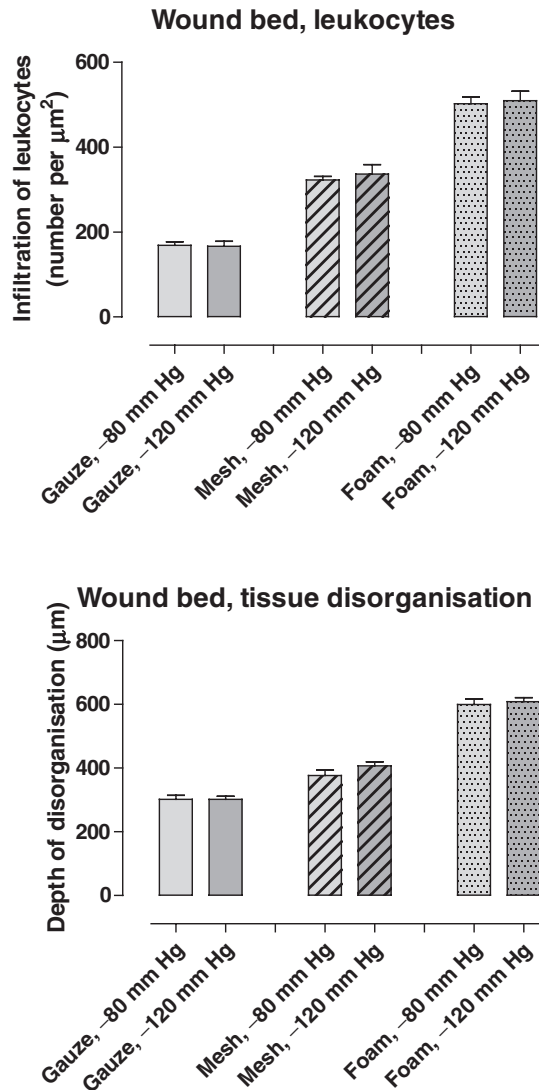 Wound bed, leukocytes
Infiltration of leukocytes
(number per μm²)
600
400
200
0
Gauze, –80 mm Hg
Gauze, –120 mm Hg
Mesh, –80 mm Hg
Mesh, –120 mm Hg
Foam, –80 mm Hg
Foam, –120 mm Hg
Wound bed, tissue disorganisation
Depth of disorganisation (μm)
800
600
400
200
0
Gauze, –80 mm Hg
Gauze, –120 mm Hg
Mesh, –80 mm Hg
Mesh, –120 mm Hg
Foam, –80 mm Hg
Foam, –120 mm Hg